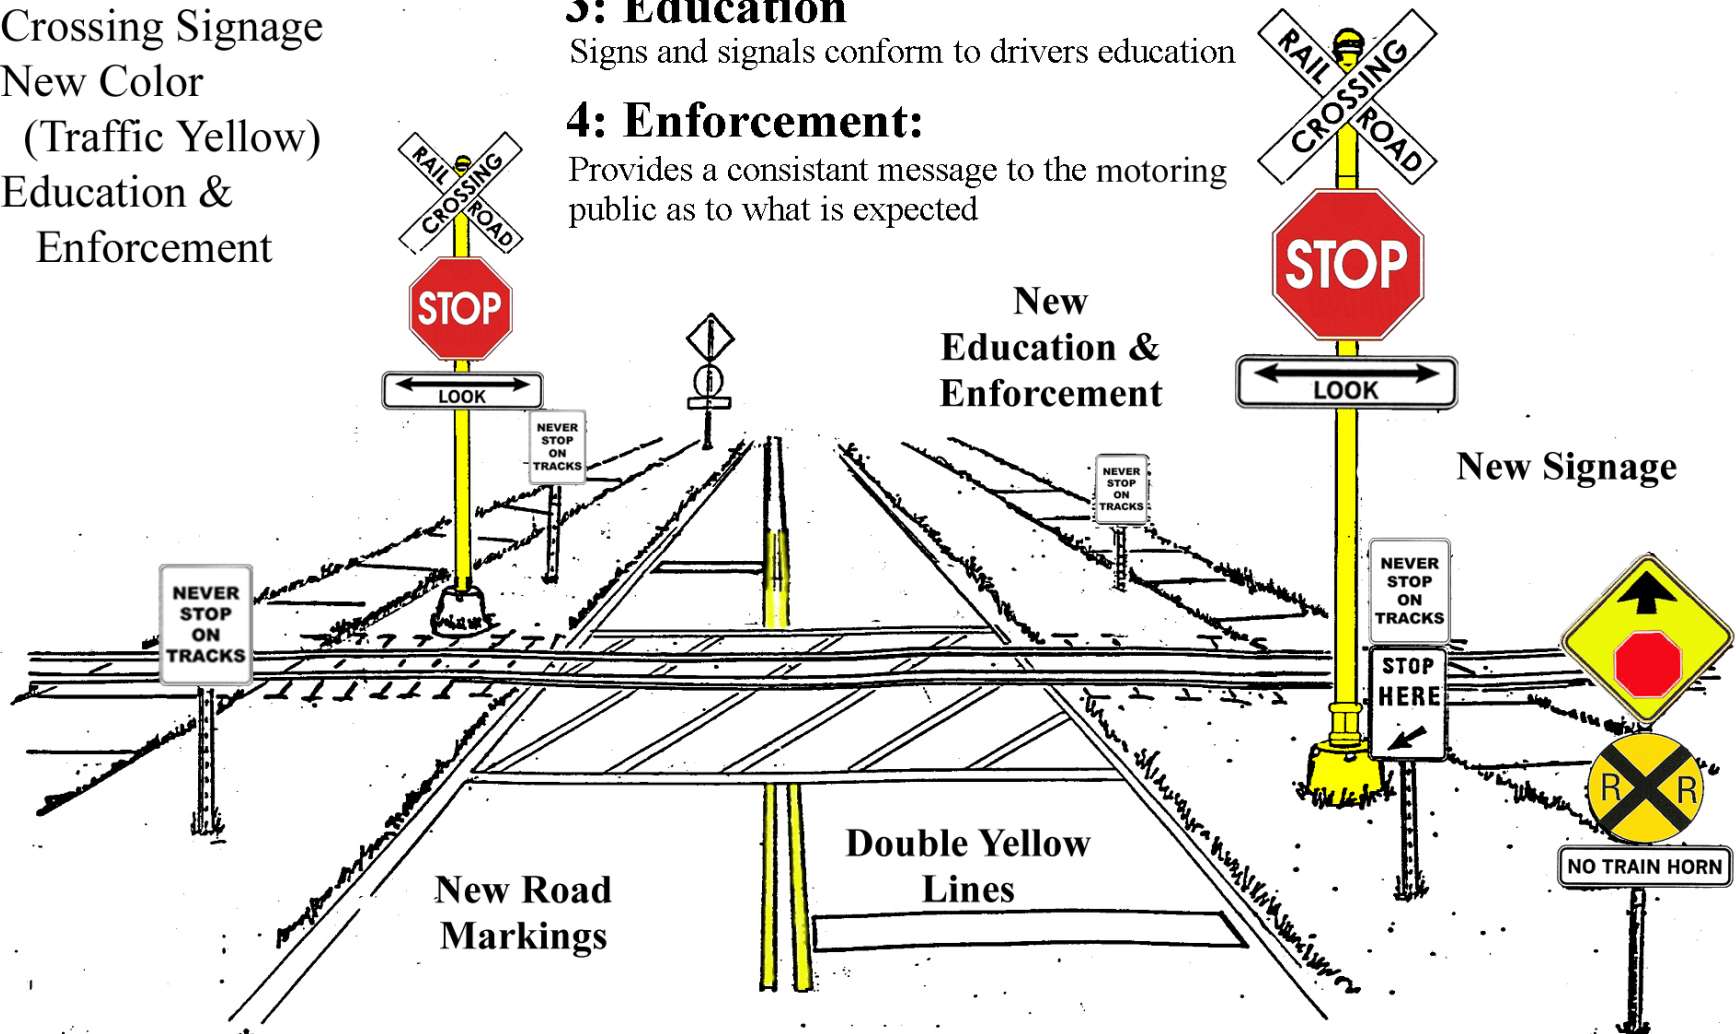 Crossing Signage
New Color
(Traffic Yellow)
Education &
Enforcement
3: Education
Signs and signals conform to drivers education
4: Enforcement:
Provides a consistant message to the motoring
public as to what is expected
RAIL
CROSSING
ROAD
STOP
LOOK
NEVER
STOP
ON
TRACKS
NEVER
STOP
ON
TRACKS
New
Education &
Enforcement
NEVER
STOP
ON
TRACKS
RAIL
CROSSING
ROAD
STOP
LOOK
New Signage
NEVER
STOP
ON
TRACKS
STOP
HERE
R R
NO TRAIN HORN
Double Yellow
Lines
New Road
Markings